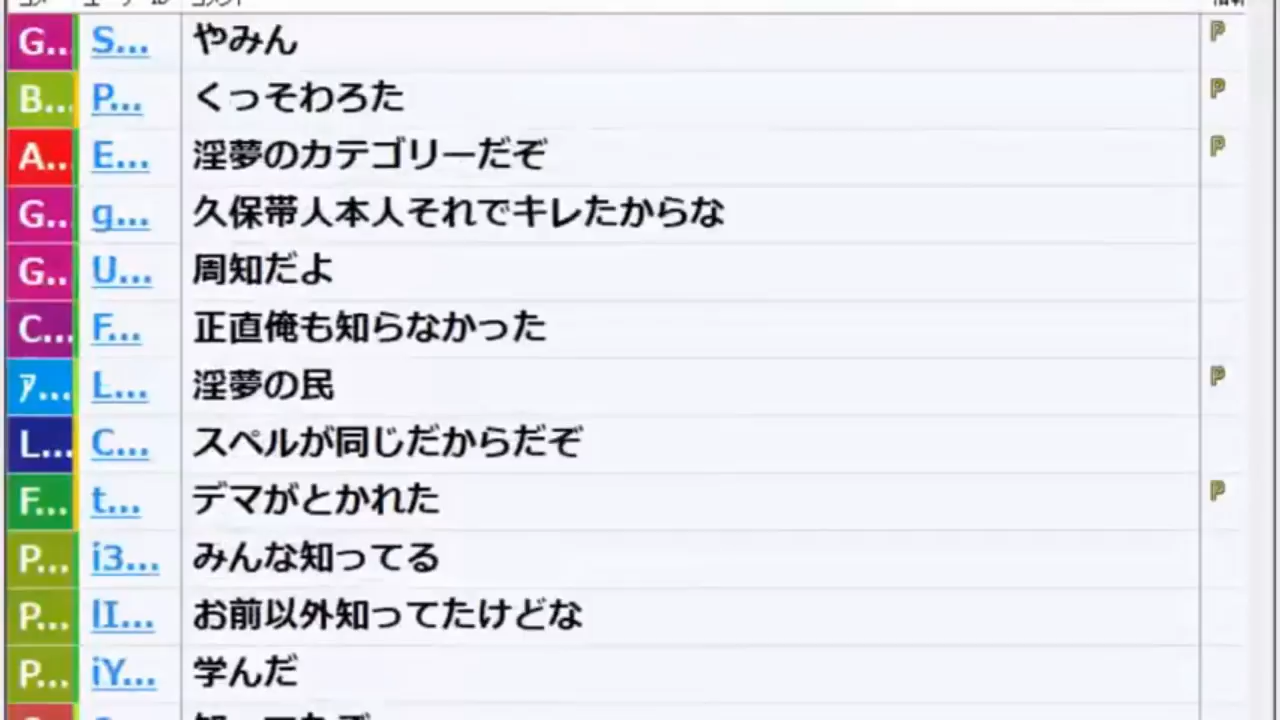 G... S... やみん P
B... P... くっそわろた P
A... E... 淫夢のカテゴリーだぞ P
G... g... 久保帯人本人それでキレたからな
G... U... 周知だよ
C... F... 正直俺も知らなかった
ｱ... L... 淫夢の民 P
L... C... スペルが同じだからだぞ
F... t... デマがとかれた P
P... i3... みんな知ってる
P... lI... お前以外知ってたけどな
P... iY... 学んだ